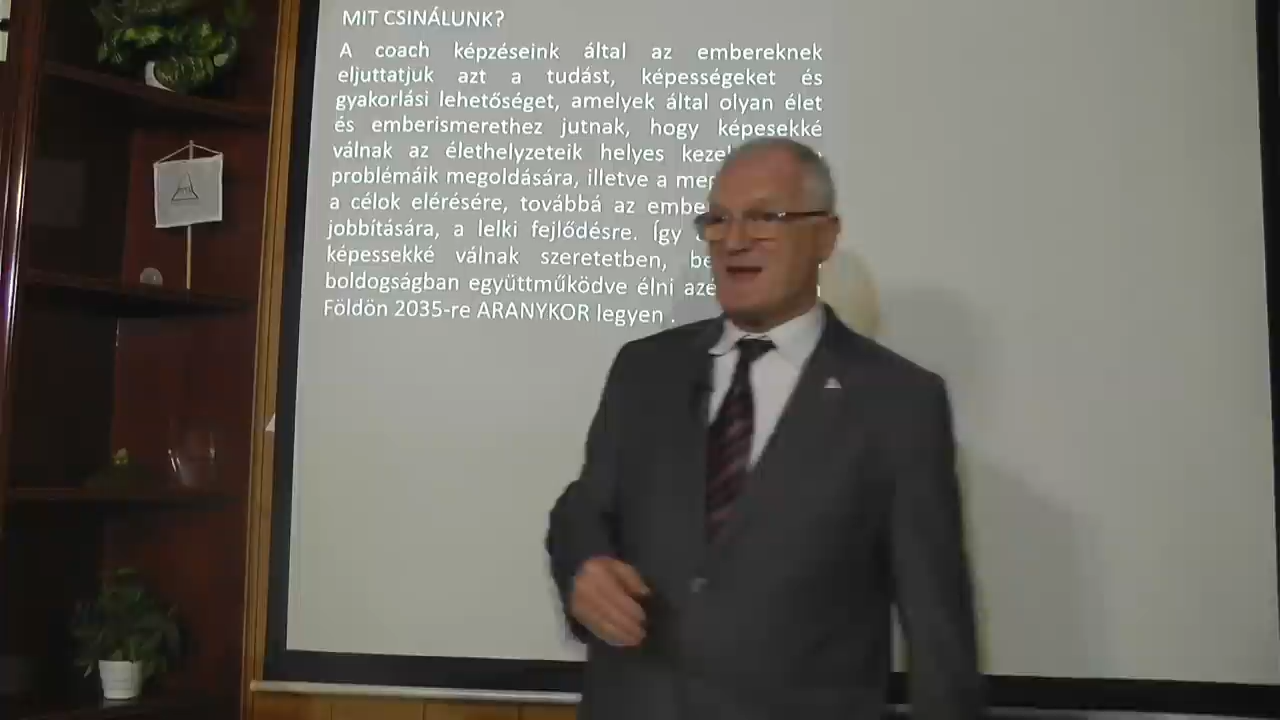 MIT CSINÁLUNK?
A coach képzéseink által az embereknek
eljuttatjuk azt a tudást, képességeket és
gyakorlási lehetőséget, amelyek által olyan élet
és emberismerethez jutnak, hogy képesekké
válnak az élethelyzeteik helyes
problémáik megoldására, illetve a
a célok elérésére, továbbá az
jobbítására, a lelki fejlődésre. Így
képessekké válnak szeretetben,
boldogságban együttműködve élni
Földön 2035-re ARANYKOR legyen .